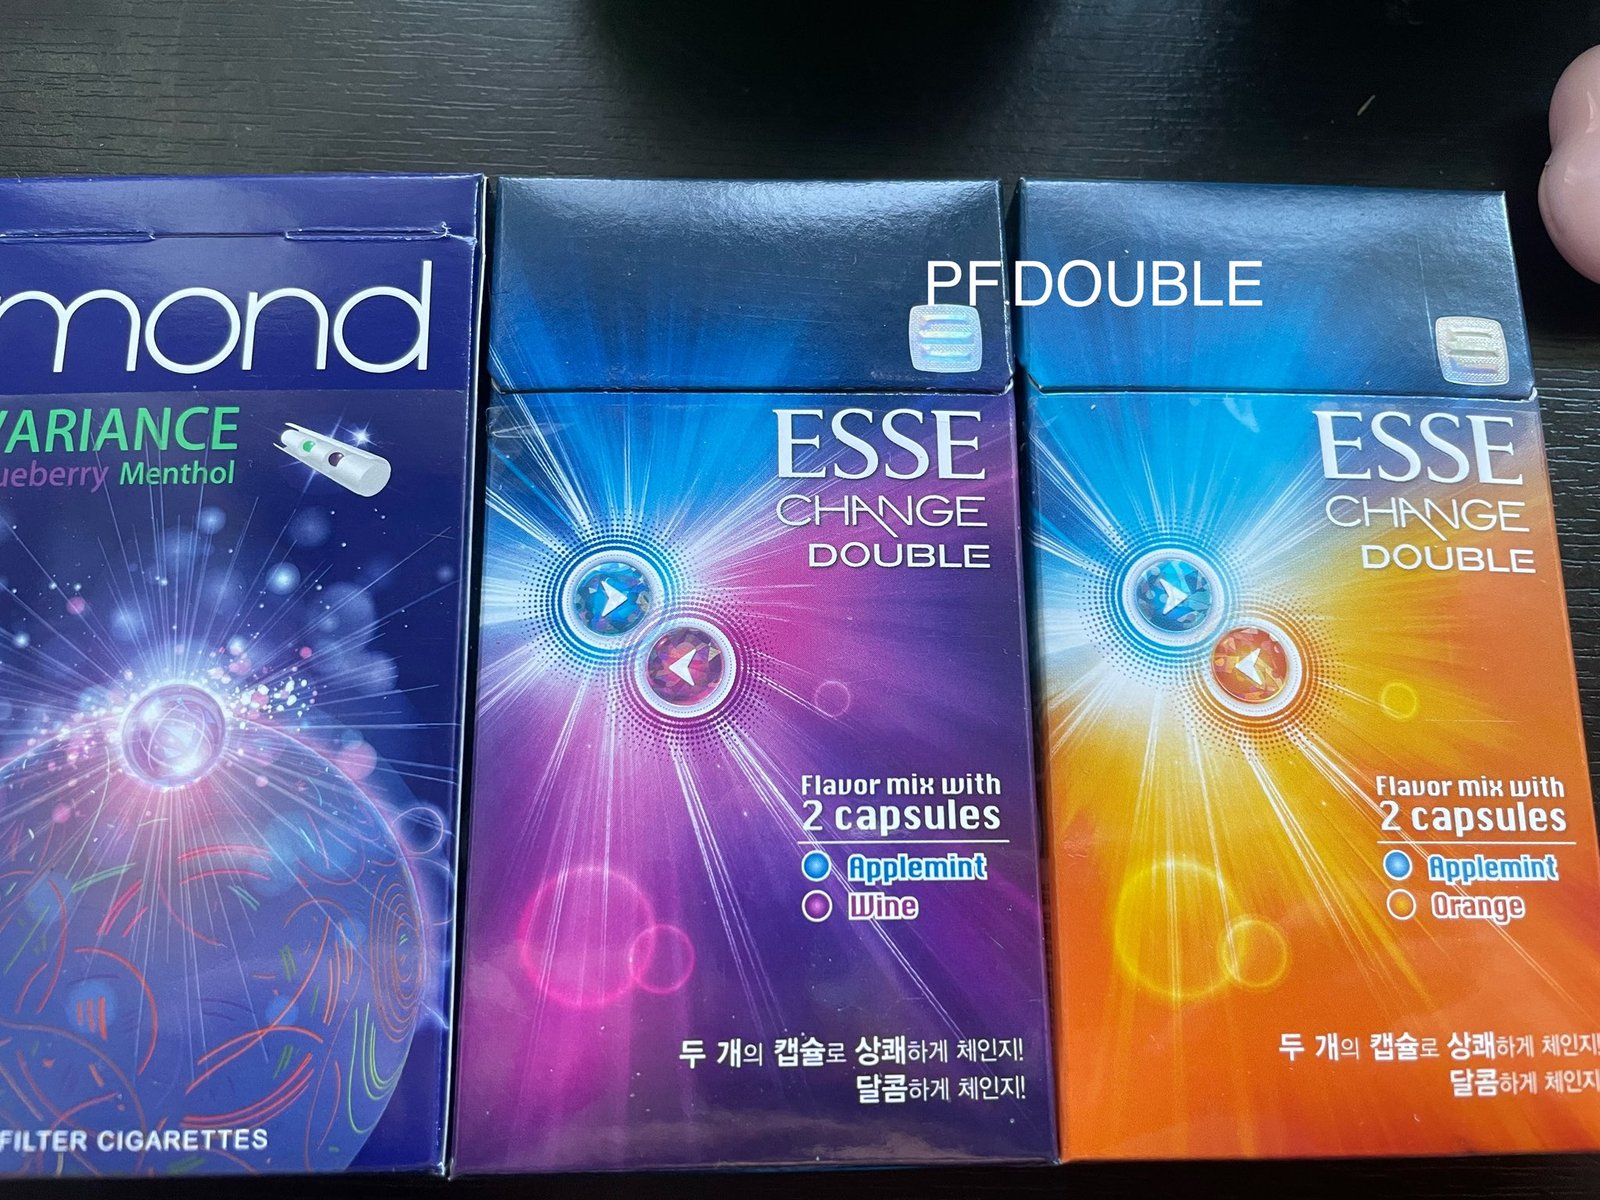 PF.DOUBLE
mond
VARIANCE
ueberry Menthol
FILTER CIGARETTES
ESSE
CHANGE
DOUBLE
Flavor mix with
2 capsules
Applemint
Wine
두 개의 캡슐로 상쾌하게 체인지!
달콤하게 체인지!
ESSE
CHANGE
DOUBLE
Flavor mix with
2 capsules
Applemint
Orange
두 개의 캡슐로 상쾌하게 체인지!
달콤하게 체인지